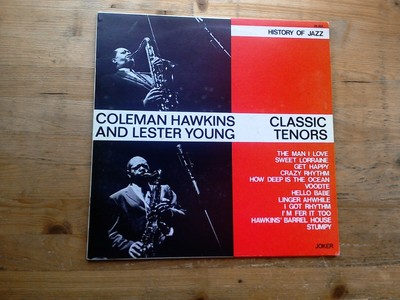 HISTORY OF JAZZ
COLEMAN HAWKINS
AND LESTER YOUNG
CLASSIC
TENORS
THE MAN I LOVE
SWEET LORRAINE
GET HAPPY
CRAZY RHYTHM
HOW DEEP IS THE OCEAN
VOODTE
HELLO BABE
LINGER AHWHILE
I GOT RHYTHM
I'M FER IT TOO
HAWKINS' BARREL HOUSE
STUMPY
JOKER